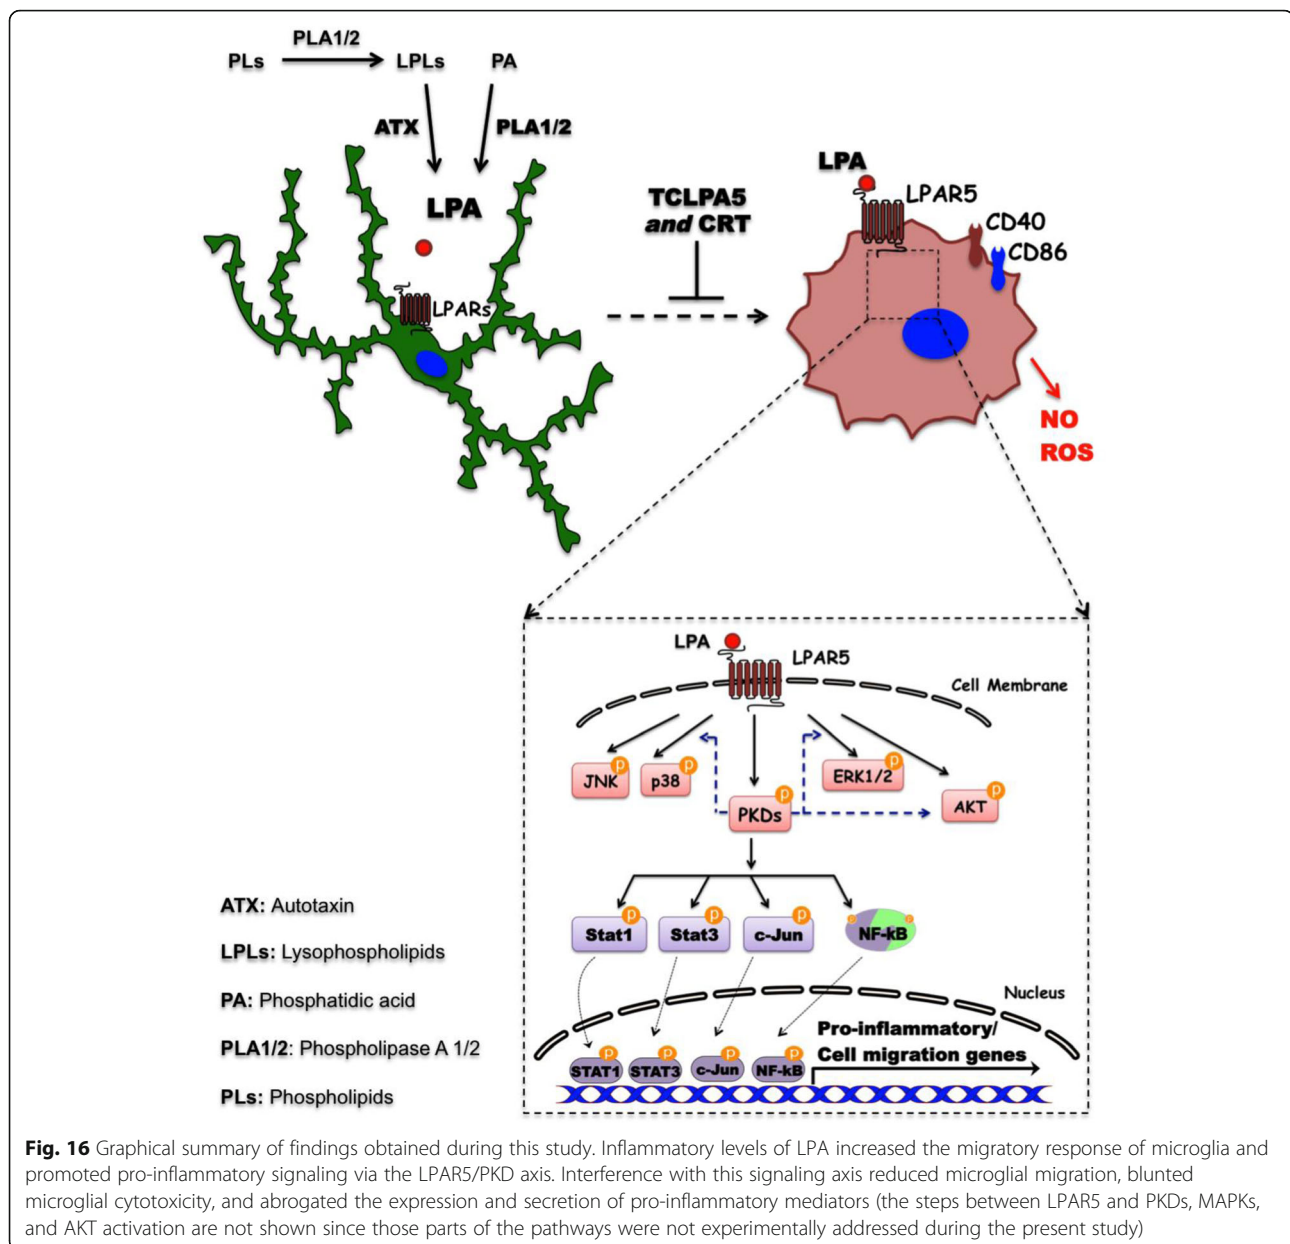 PLA1/2
PLs
LPLs
PA
ATX
PLA1/2
LPA
LPARs
TCLPA5
and CRT
LPA
LPAR5
CD40
CD86
NO
ROS
LPA
LPAR5
Cell Membrane
P
P
P
P
P
JNK
p38
ERK1/2
AKT
PKDs
P
P
P
P
P
Stat1
Stat3
c-Jun
NF-kB
Nucleus
Pro-inflammatory/
Cell migration genes
P
P
P
P
STAT1
STAT3
c-Jun
NF-kB
ATX: Autotaxin
LPLs: Lysophospholipids
PA: Phosphatidic acid
PLA1/2: Phospholipase A 1/2
PLs: Phospholipids
Fig. 16 Graphical summary of findings obtained during this study. Inflammatory levels of LPA increased the migratory response of microglia and
promoted pro-inflammatory signaling via the LPAR5/PKD axis. Interference with this signaling axis reduced microglial migration, blunted
microglial cytotoxicity, and abrogated the expression and secretion of pro-inflammatory mediators (the steps between LPAR5 and PKDs, MAPKs,
and AKT activation are not shown since those parts of the pathways were not experimentally addressed during the present study)